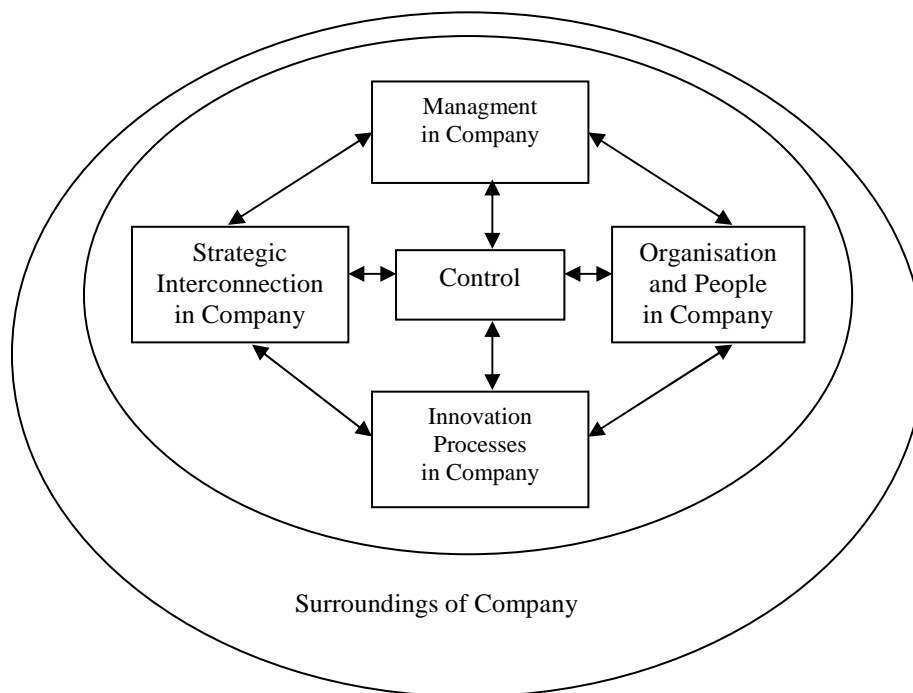 Managment
in Company
Strategic
Interconnection
in Company
Control
Organisation
and People
in Company
Innovation
Processes
in Company
Surroundings of Company